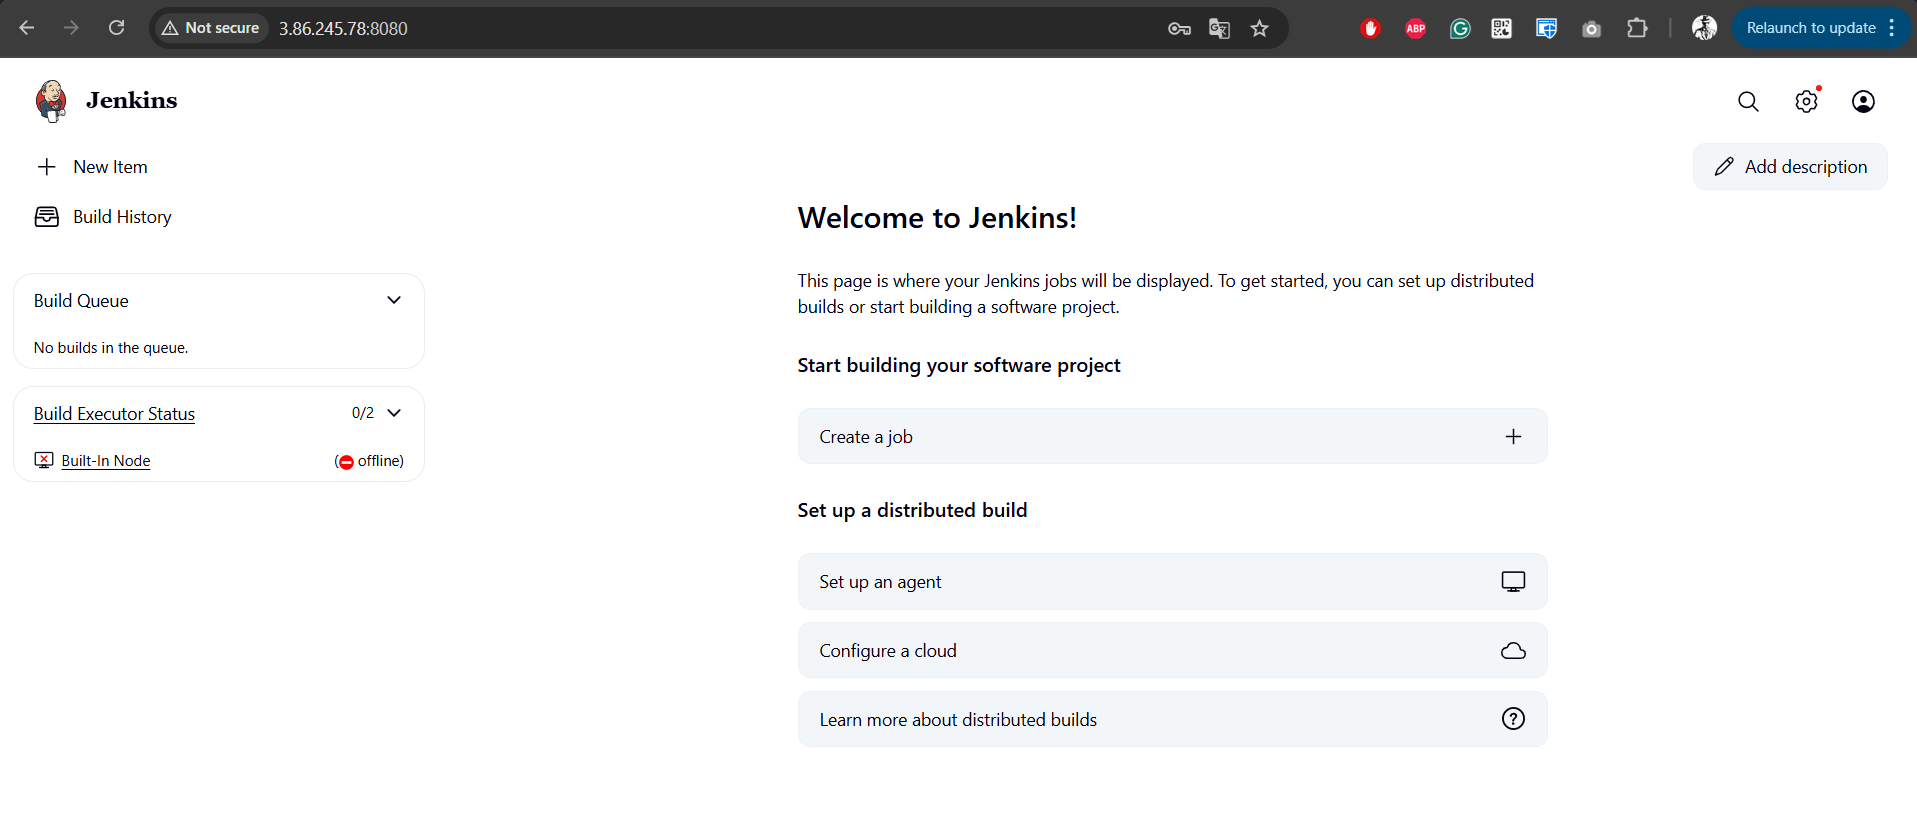 Not secure
3.86.245.78:8080
ABP
Relaunch to update
Jenkins
New Item
Add description
Build History
Welcome to Jenkins!
Build Queue
This page is where your Jenkins jobs will be displayed. To get started, you can set up distributed
builds or start building a software project.
No builds in the queue.
Start building your software project
Build Executor Status
0/2
Create a job
Built-In Node
(offline)
Set up a distributed build
Set up an agent
Configure a cloud
Learn more about distributed builds